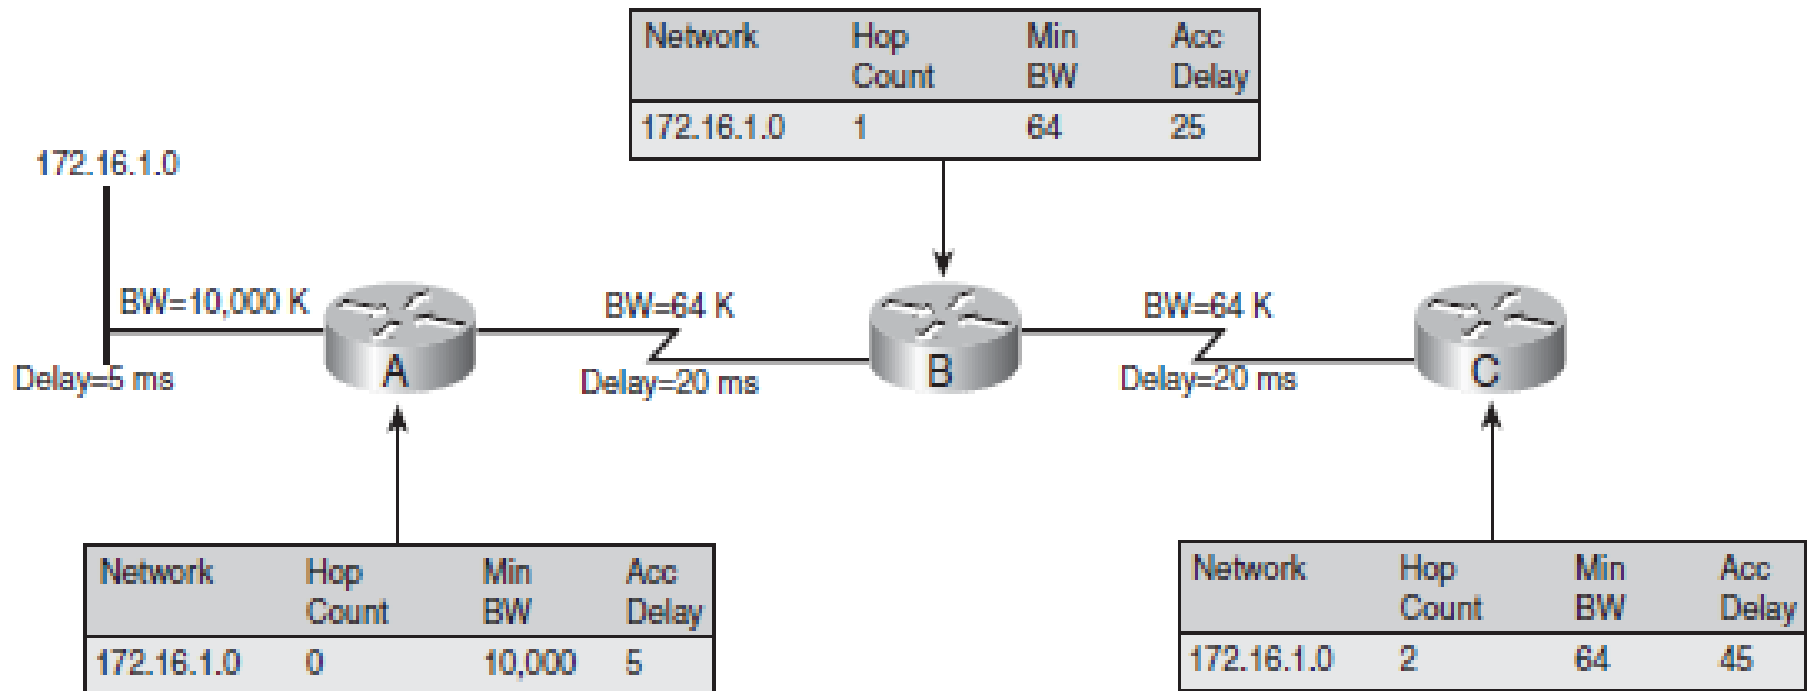 Network Hop Count Min BW Acc Delay
172.16.1.0 1 64 25
172.16.1.0
BW=10,000 K
Delay=5 ms
A
BW=64 K
Delay=20 ms
B
BW=64 K
Delay=20 ms
C
Network Hop Count Min BW Acc Delay
172.16.1.0 0 10,000 5
Network Hop Count Min BW Acc Delay
172.16.1.0 2 64 45